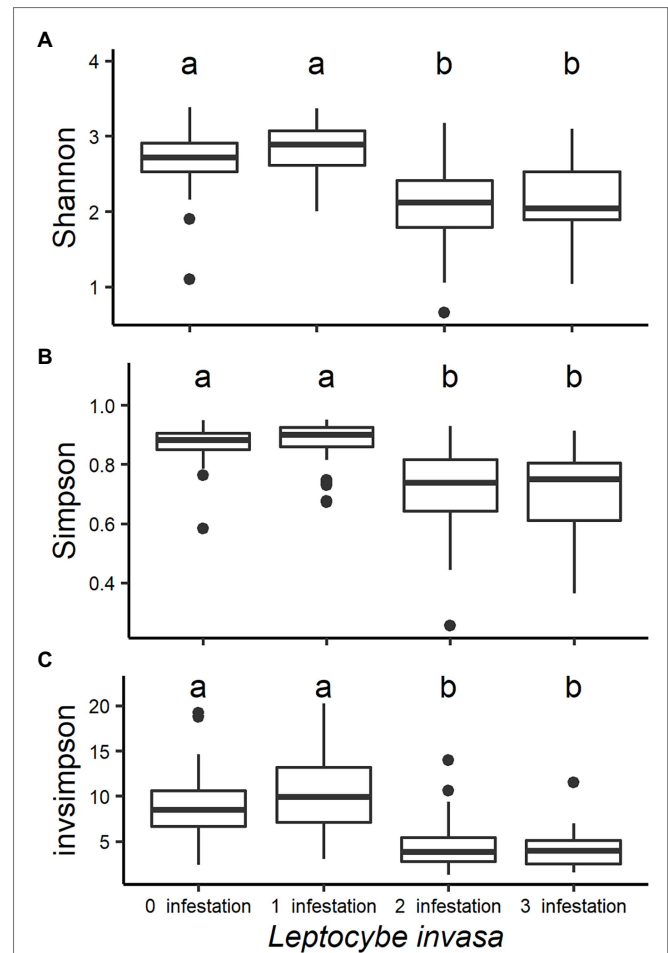 A
a a b b
4
3
2
1
Shannon
B
a a b b
1.0
0.8
0.6
0.4
Simpson
C
a a b b
20
15
10
5
invsimpson
0 infestation 1 infestation 2 infestation 3 infestation
Leptocybe invasa